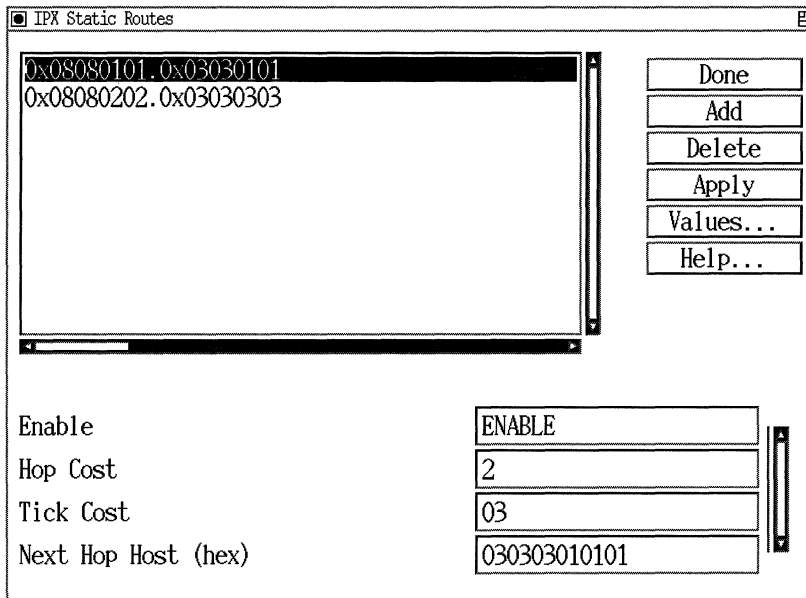 IPX Static Routes
0x08080101.0x03030101
0x08080202.0x03030303
Done
Add
Delete
Apply
Values...
Help...
Enable
ENABLE
Hop Cost
2
Tick Cost
03
Next Hop Host (hex)
030303010101